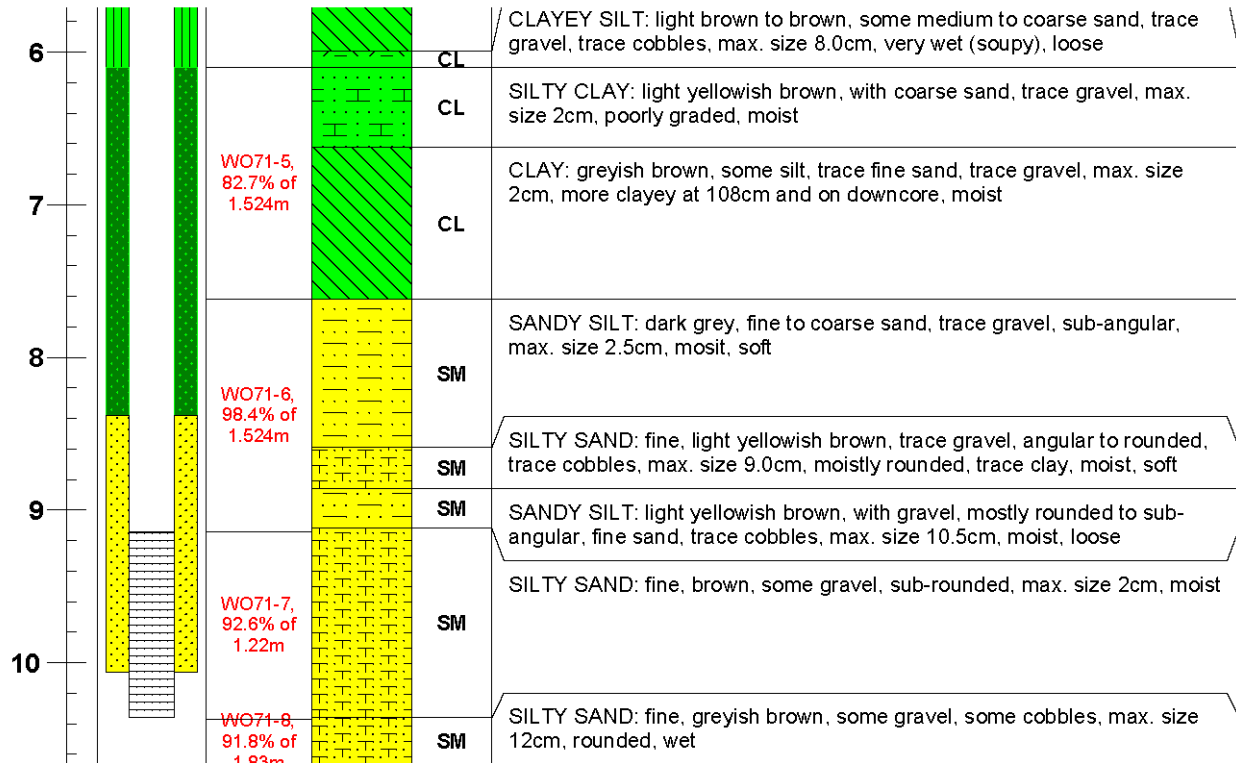 CLAYEY SILT: light brown to brown, some medium to coarse sand, trace
gravel, trace cobbles, max. size 8.0cm, very wet (soupy), loose
6
CL
SILTY CLAY: light yellowish brown, with coarse sand, trace gravel, max.
size 2cm, poorly graded, moist
CL
WO71-5,
82.7% of
1.524m
CLAY: greyish brown, some silt, trace fine sand, trace gravel, max. size
2cm, more clayey at 108cm and on downcore, moist
7
CL
SANDY SILT: dark grey, fine to coarse sand, trace gravel, sub-angular,
max. size 2.5cm, mosit, soft
8
SM
WO71-6,
98.4% of
1.524m
SILTY SAND: fine, light yellowish brown, trace gravel, angular to rounded,
trace cobbles, max. size 9.0cm, moistly rounded, trace clay, moist, soft
SM
9
SM
SANDY SILT: light yellowish brown, with gravel, mostly rounded to sub-
angular, fine sand, trace cobbles, max. size 10.5cm, moist, loose
SILTY SAND: fine, brown, some gravel, sub-rounded, max. size 2cm, moist
WO71-7,
92.6% of
1.22m
SM
10
WO71-8,
91.8% of
1.83m
SM
SILTY SAND: fine, greyish brown, some gravel, some cobbles, max. size
12cm, rounded, wet